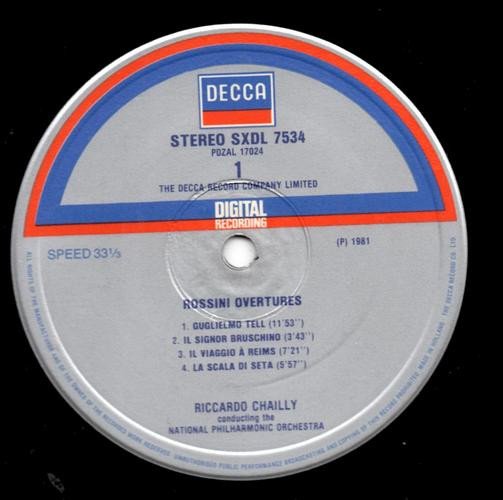 DECCA
STEREO SXDL 7534
PDZAL 17024
1
THE DECCA RECORD COMPANY LIMITED
DIGITAL
RECORDING
SPEED 33⅓
(P) 1981
ROSSINI OVERTURES
1. GUGLIELMO TELL (11'53'')
2. IL SIGNOR BRUSCHINO (3'43'')
3. IL VIAGGIO À REIMS (7'21'')
4. LA SCALA DI SETA (5'57'')
RICCARDO CHAILLY
conducting the
NATIONAL PHILHARMONIC ORCHESTRA
ALL RIGHTS OF THE MANUFACTURER AND OF THE OWNER OF THE RECORDED WORK RESERVED. UNAUTHORISED PUBLIC PERFORMANCE BROADCASTING AND COPYING OF THIS RECORD PROHIBITED. MADE IN HOLLAND. THE DECCA RECORD CO. LTD.